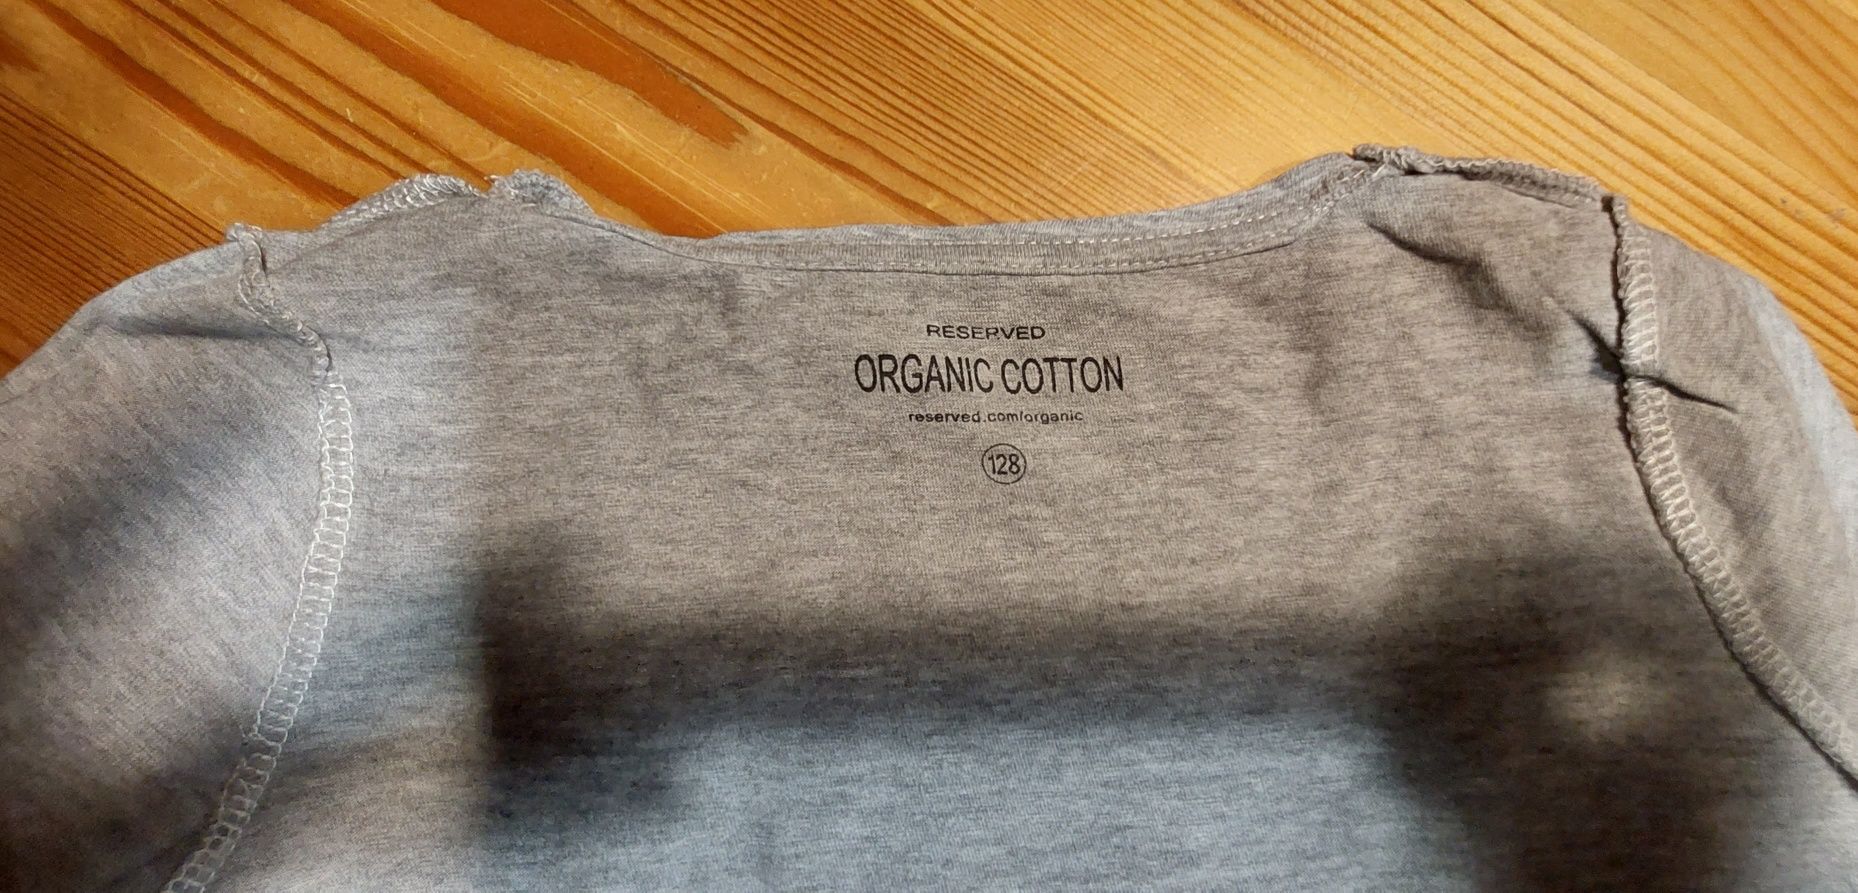 RESERVED
ORGANIC COTTON
reserved.com/organic
128